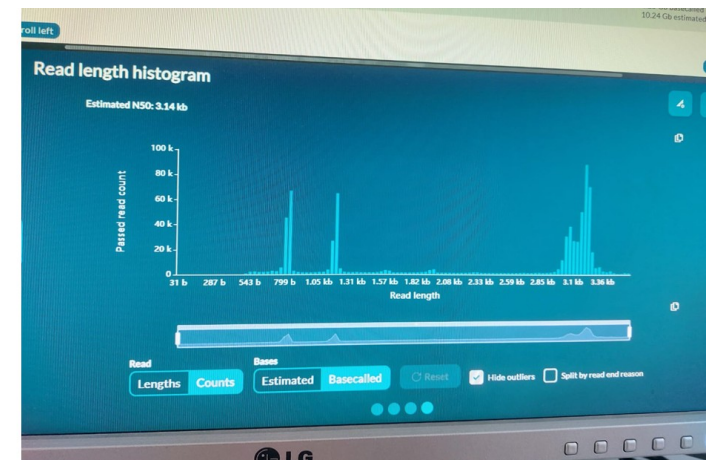 10.24 Gb estimated
roll left
Read length histogram
Estimated N50: 3.14 kb
100 k
80 k
60 k
40 k
20 k
0
Passed read count
31 b 287 b 543 b 799 b 1.05 kb 1.31 kb 1.57 kb 1.82 kb 2.08 kb 2.33 kb 2.59 kb 2.85 kb 3.1 kb 3.36 kb
Read length
Read Bases
Lengths Counts Estimated Basecalled Reset Hide outliers Split by read end reason
LG